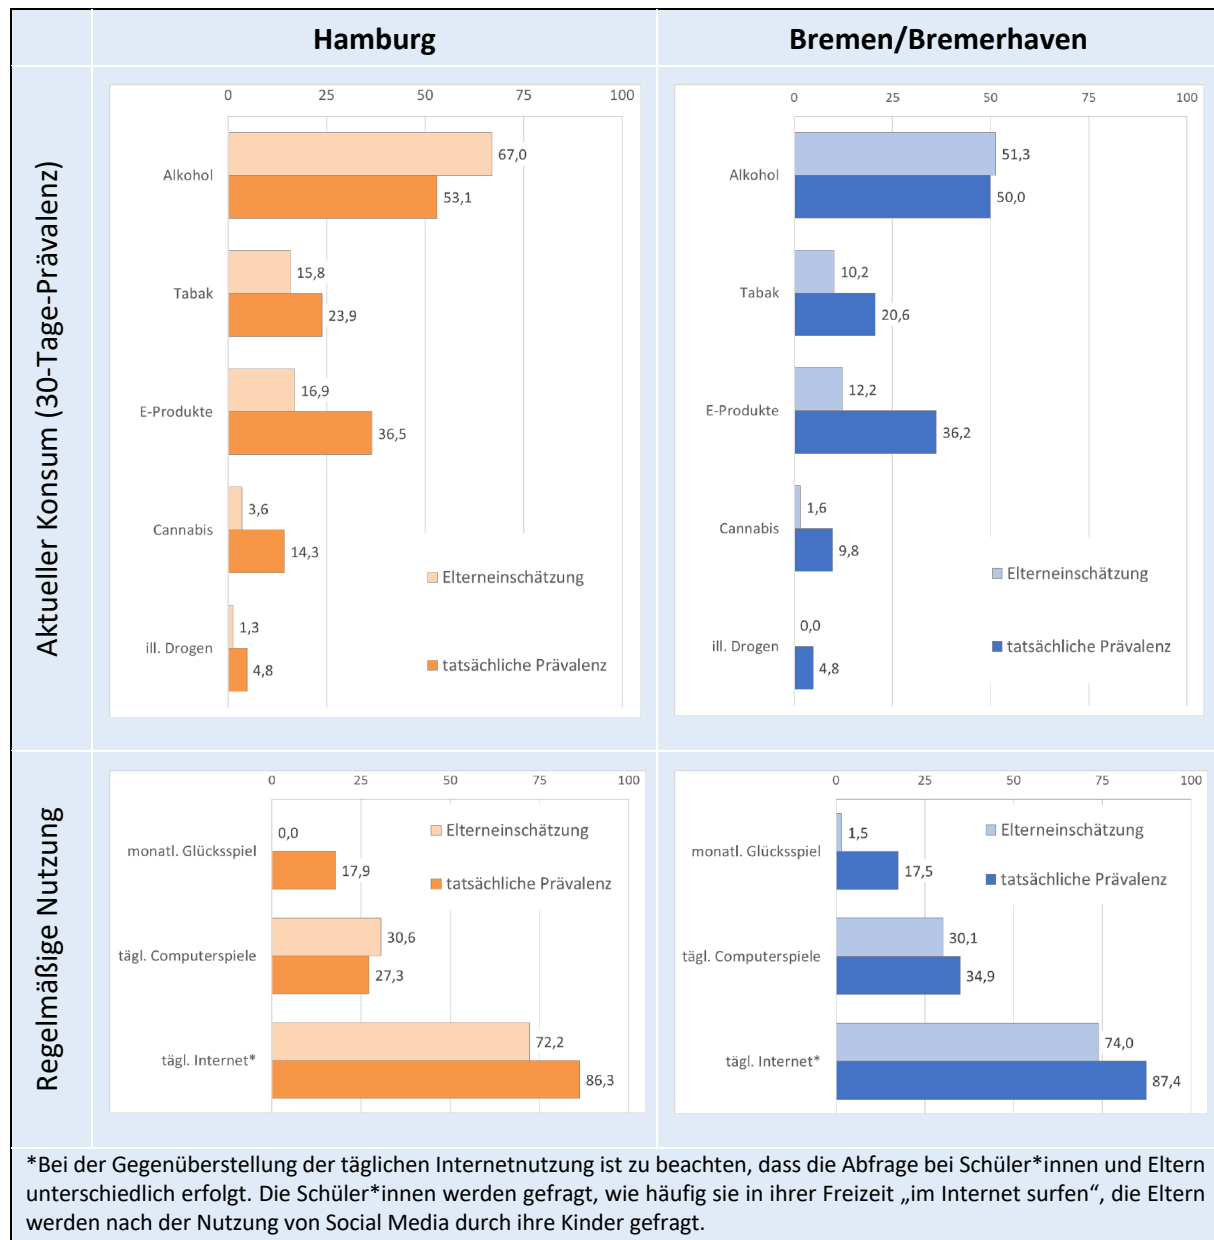 Hamburg
Bremen/Bremerhaven
Aktueller Konsum (30-Tage-Prävalenz)
0 25 50 75 100
Alkohol
67,0
53,1
Tabak
15,8
23,9
E-Produkte
16,9
36,5
Cannabis
3,6
14,3
ill. Drogen
1,3
4,8
Elterneinschätzung
tatsächliche Prävalenz
0 25 50 75 100
Alkohol
51,3
50,0
Tabak
10,2
20,6
E-Produkte
12,2
36,2
Cannabis
1,6
9,8
ill. Drogen
0,0
4,8
Elterneinschätzung
tatsächliche Prävalenz
Regelmäßige Nutzung
0 25 50 75 100
monatl. Glücksspiel
0,0
17,9
tägl. Computerspiele
30,6
27,3
tägl. Internet*
72,2
86,3
Elterneinschätzung
tatsächliche Prävalenz
0 25 50 75 100
monatl. Glücksspiel
1,5
17,5
tägl. Computerspiele
30,1
34,9
tägl. Internet*
74,0
87,4
Elterneinschätzung
tatsächliche Prävalenz
*Bei der Gegenüberstellung der täglichen Internetnutzung ist zu beachten, dass die Abfrage bei Schüler*innen und Eltern
unterschiedlich erfolgt. Die Schüler*innen werden gefragt, wie häufig sie in ihrer Freizeit „im Internet surfen“, die Eltern
werden nach der Nutzung von Social Media durch ihre Kinder gefragt.